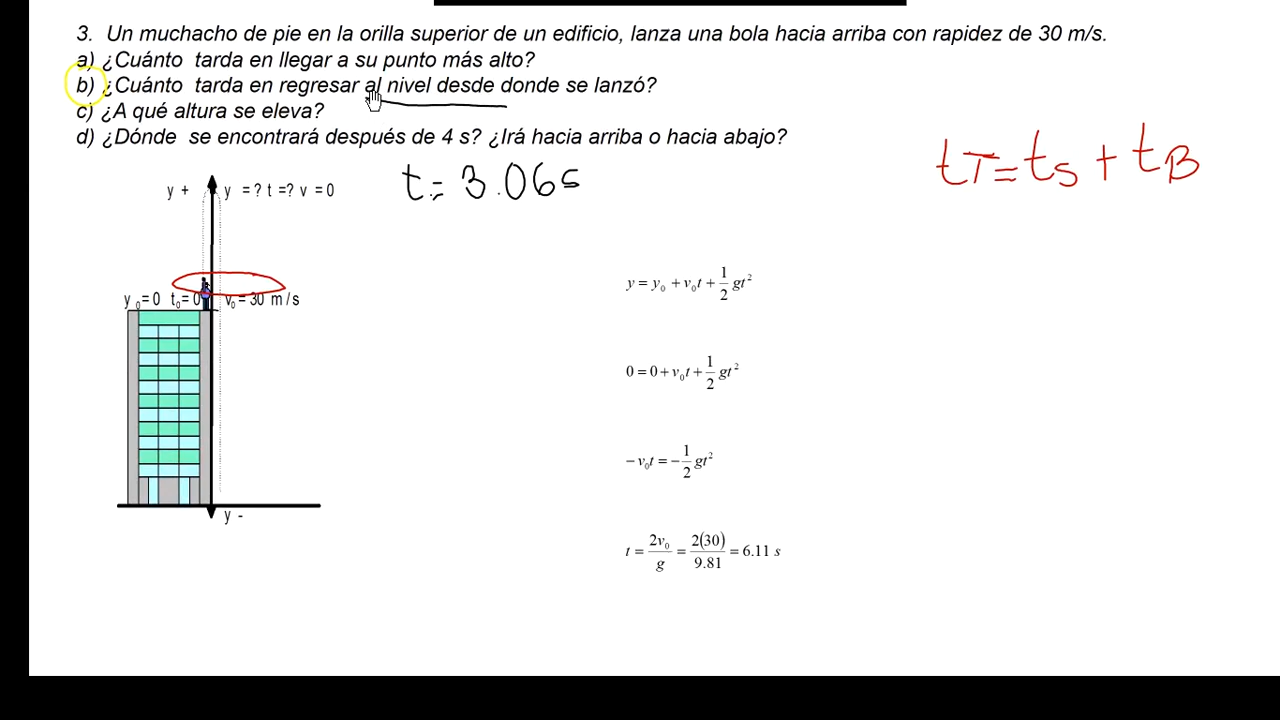 3. Un muchacho de pie en la orilla superior de un edificio, lanza una bola hacia arriba con rapidez de 30 m/s.
a) ¿Cuánto tarda en llegar a su punto más alto?
b) ¿Cuánto tarda en regresar al nivel desde donde se lanzó?
c) ¿A qué altura se eleva?
d) ¿Dónde se encontrará después de 4 s? ¿Irá hacia arriba o hacia abajo?
tT = tS + tB
t = 3.06s
y + y = ? t =? v = 0
y = y₀ + v₀t + 1/2 gt²
y₀=0 t₀=0 v₀ = 30 m/s
0 = 0 + v₀t + 1/2 gt²
-v₀t = -1/2 gt²
y -
t = 2v₀/g = 2(30)/9.81 = 6.11 s